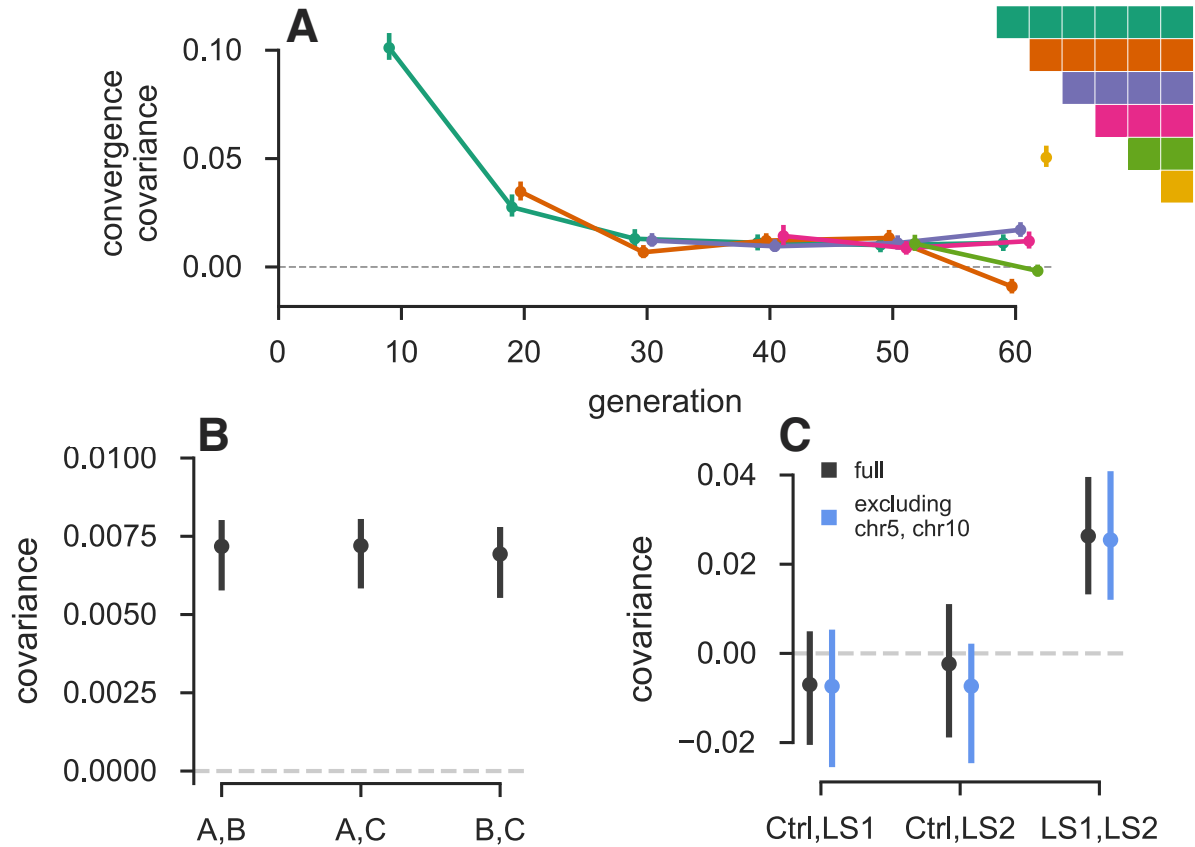 A
convergence
covariance
0.10
0.05
0.00
0 10 20 30 40 50 60
generation
B
covariance
0.0100
0.0075
0.0050
0.0025
0.0000
A,B A,C B,C
C
full
excluding
chr5, chr10
covariance
0.04
0.02
0.00
−0.02
Ctrl,LS1 Ctrl,LS2 LS1,LS2